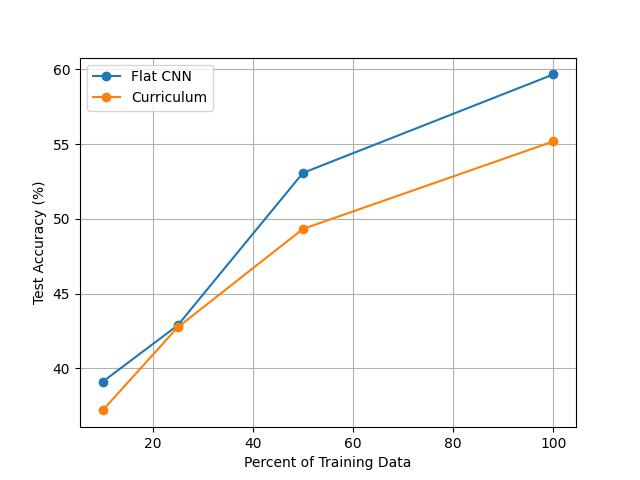 Flat CNN
Curriculum
60
55
50
45
40
Test Accuracy (%)
20 40 60 80 100
Percent of Training Data